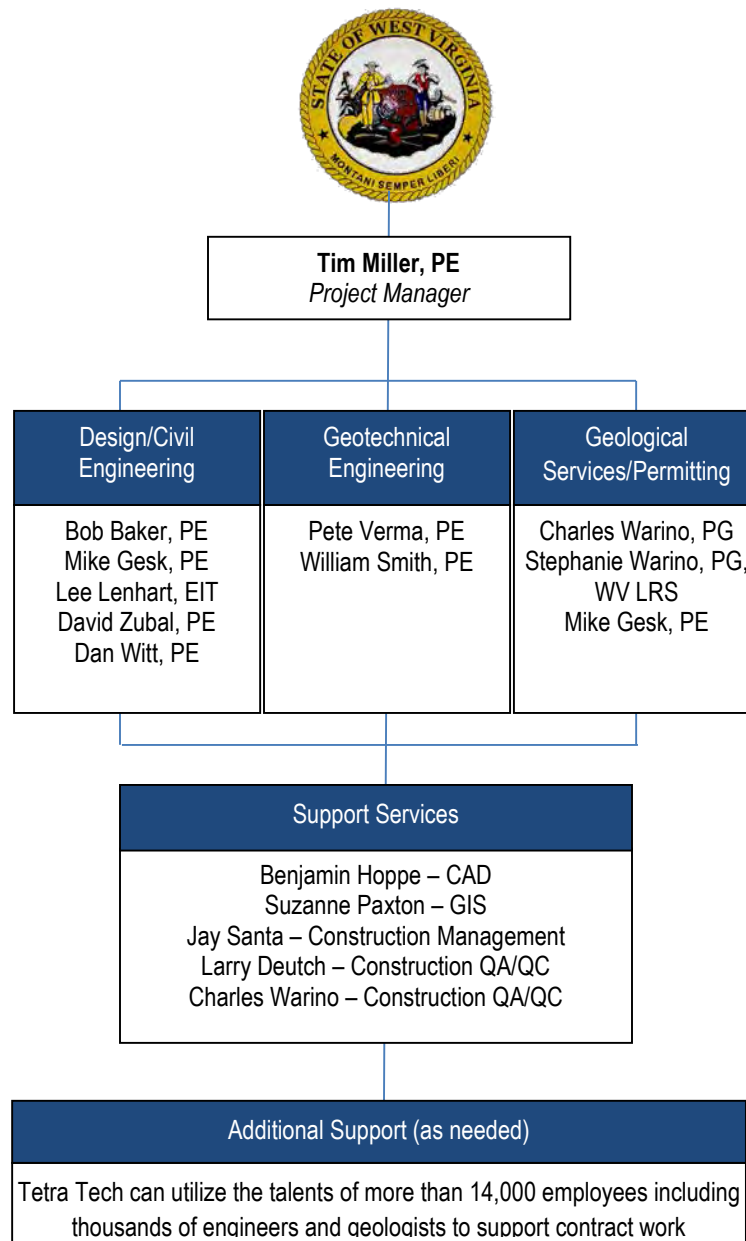 STATE OF WEST VIRGINIA
MONTANI SEMPER LIBERI
Tim Miller, PE
Project Manager
Design/Civil
Engineering
Bob Baker, PE
Mike Gesk, PE
Lee Lenhart, EIT
David Zubal, PE
Dan Witt, PE
Geotechnical
Engineering
Pete Verma, PE
William Smith, PE
Geological
Services/Permitting
Charles Warino, PG
Stephanie Warino, PG,
WV LRS
Mike Gesk, PE
Support Services
Benjamin Hoppe – CAD
Suzanne Paxton – GIS
Jay Santa – Construction Management
Larry Deutch – Construction QA/QC
Charles Warino – Construction QA/QC
Additional Support (as needed)
Tetra Tech can utilize the talents of more than 14,000 employees including
thousands of engineers and geologists to support contract work